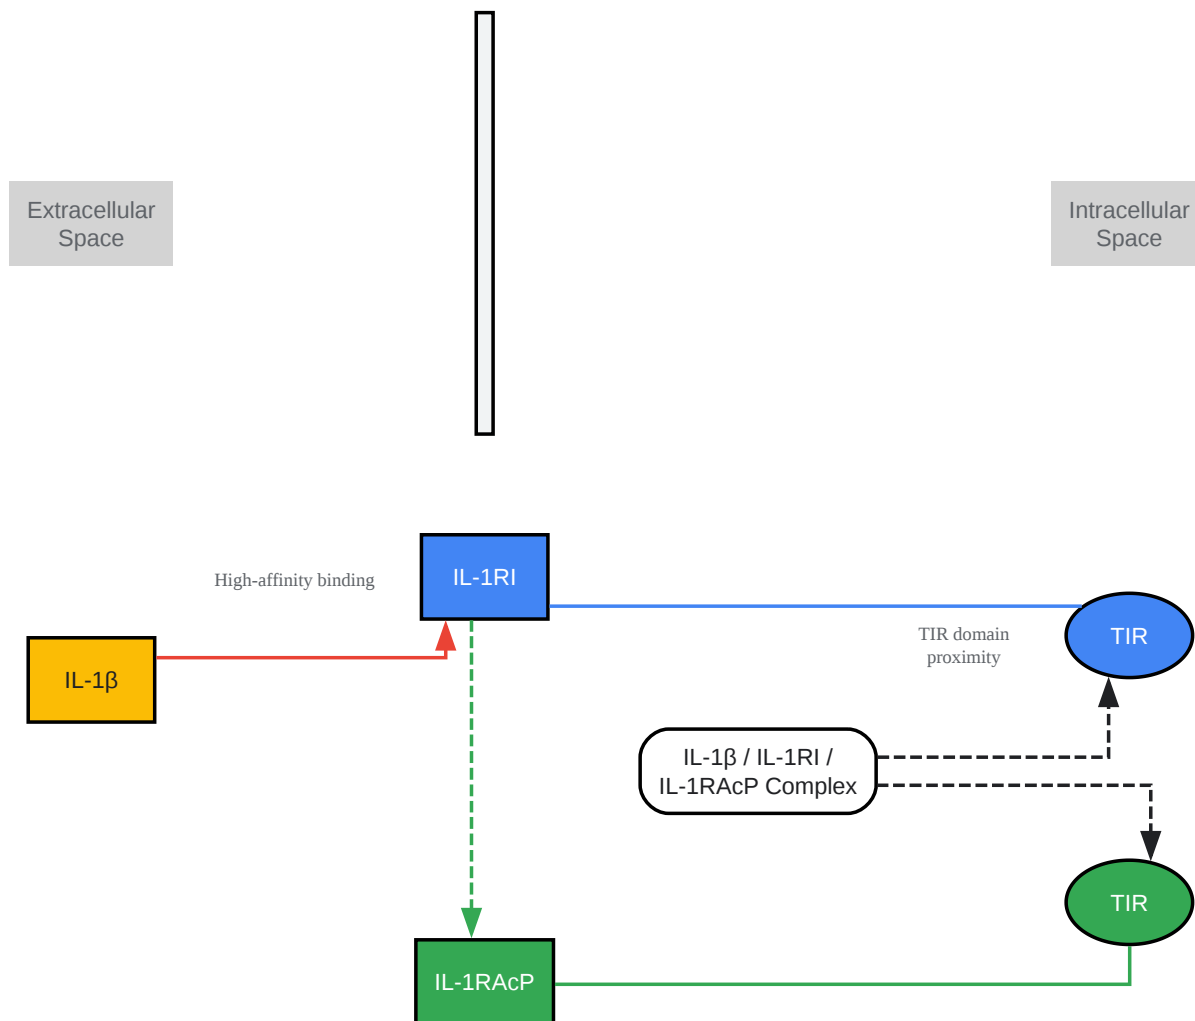 Extracellular
Space
Intracellular
Space
IL-1RI
High-affinity binding
IL-1β
TIR
TIR domain
proximity
IL-1β / IL-1RI /
IL-1RAcP Complex
TIR
IL-1RAcP